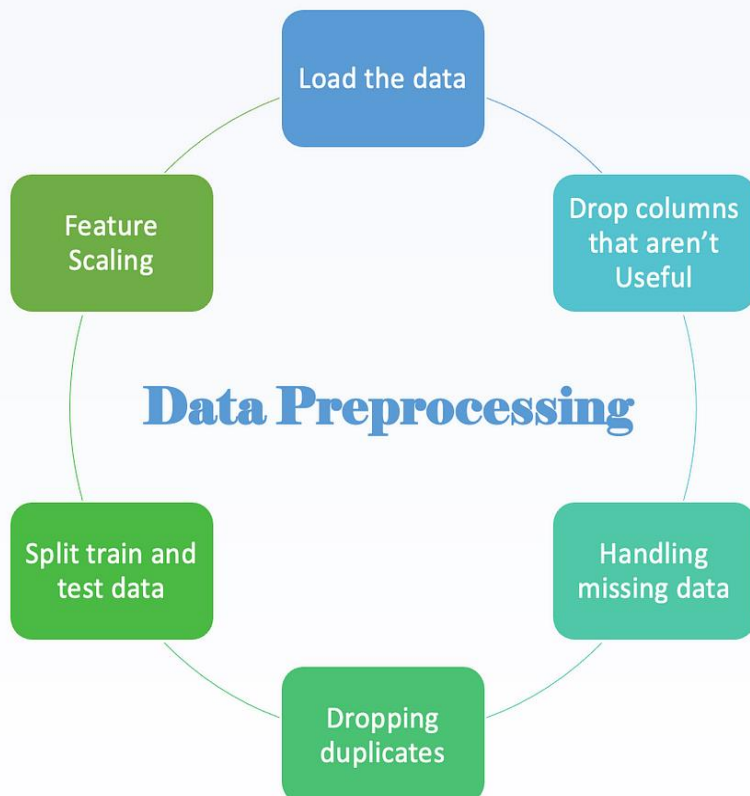 Load the data
Drop columns
that aren’t
Useful
Handling
missing data
Dropping
duplicates
Split train and
test data
Feature
Scaling
Data Preprocessing